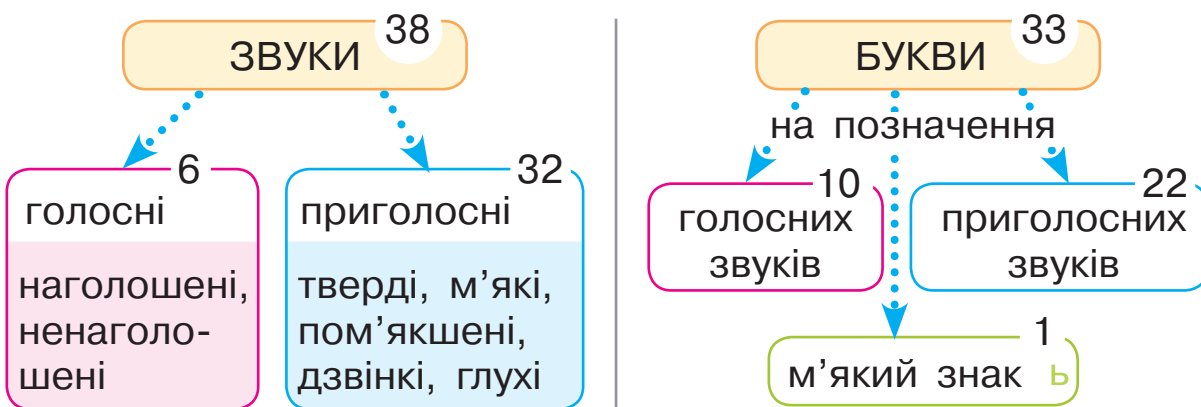 ЗВУКИ 38
6
голосні
наголошені,
ненаголо-
шені
32
приголосні
тверді, м’які,
пом’якшені,
дзвінкі, глухі
БУКВИ 33
на позначення
10
голосних
звуків
22
приголосних
звуків
1
м’який знак ь